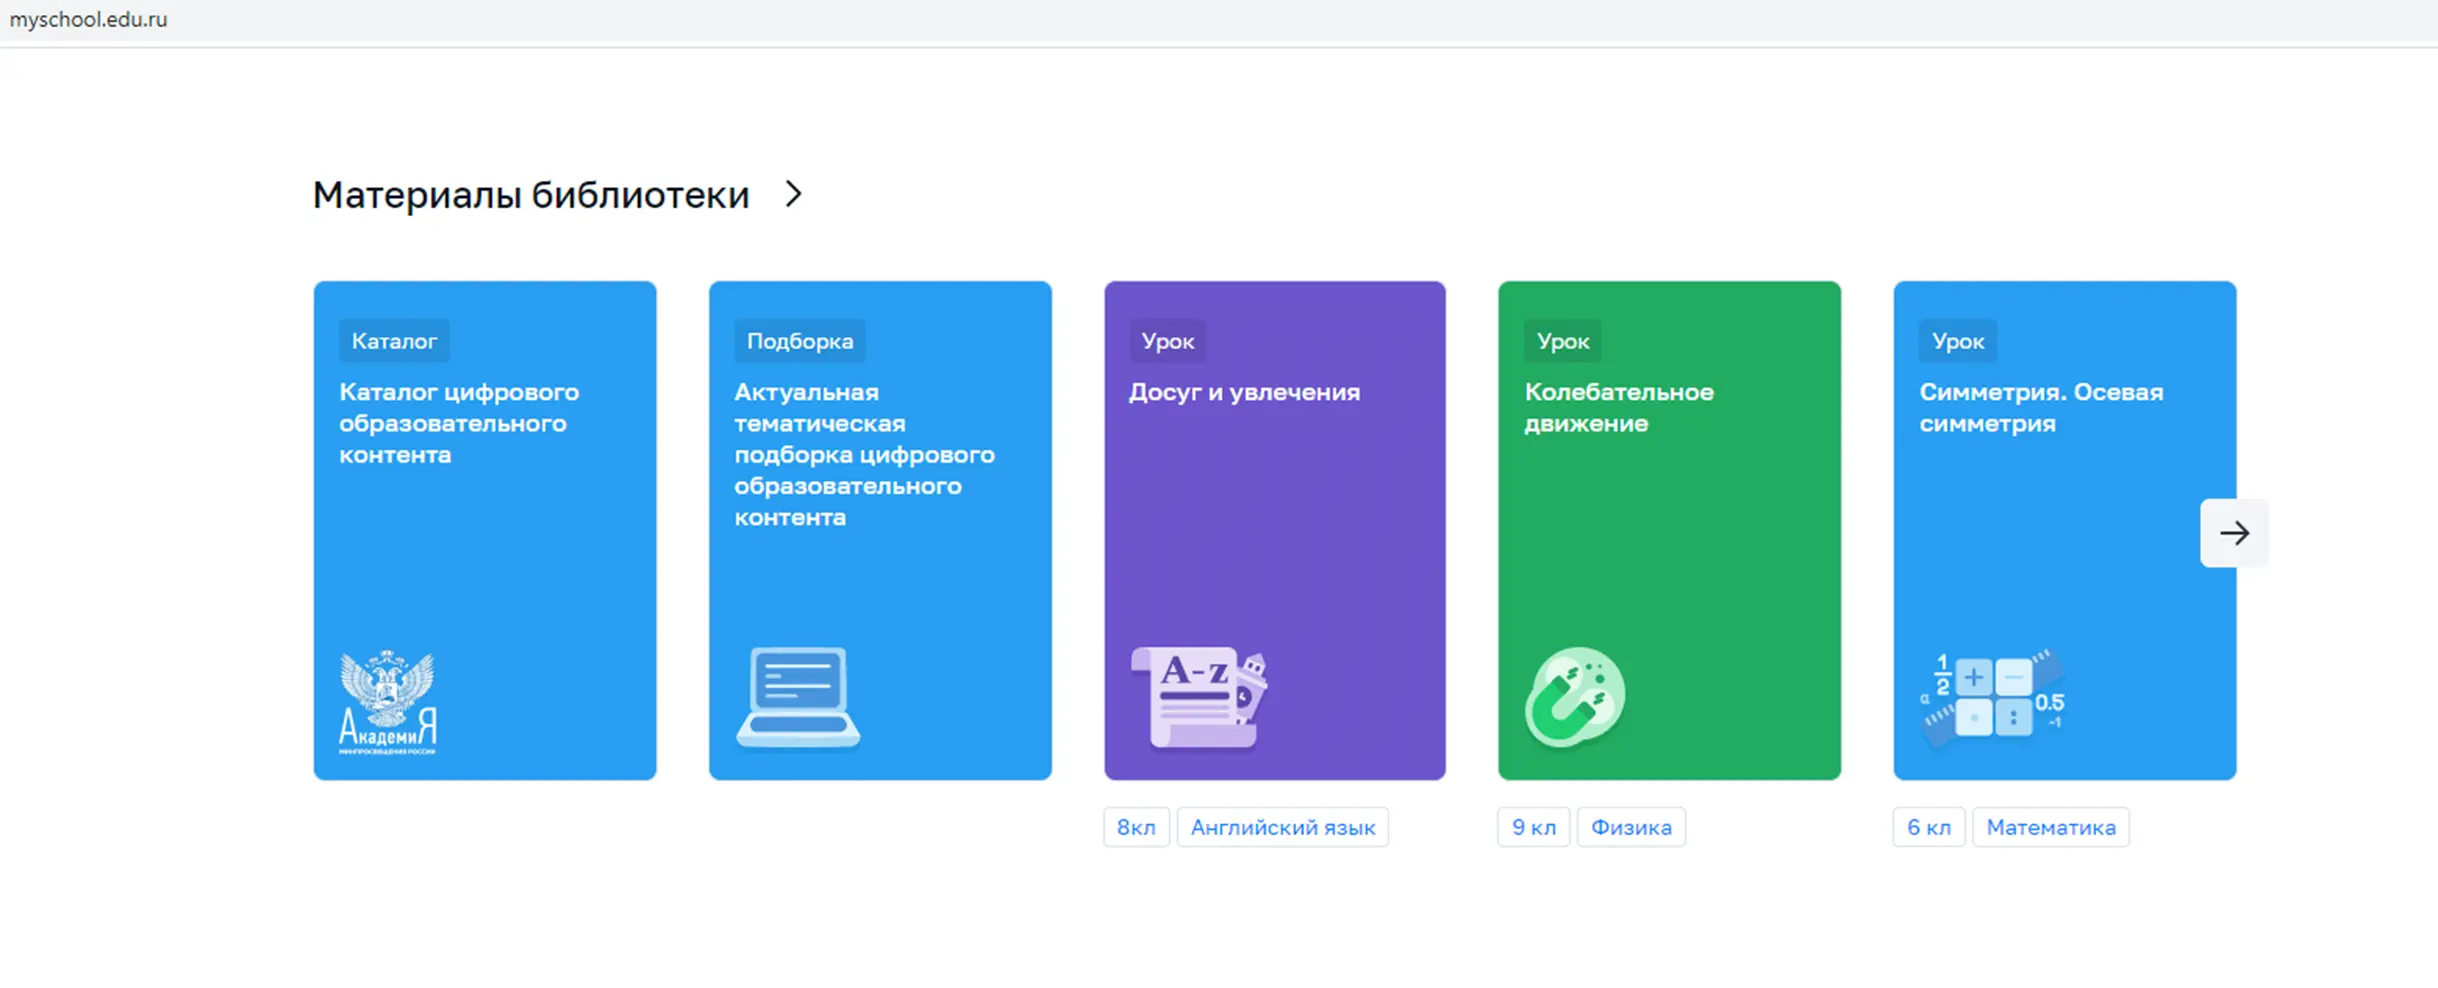 myschool.edu.ru
Материалы библиотеки
Каталог
Каталог цифрового
образовательного
контента
АкадемиЯ
МИНПРОСВЕЩЕНИЯ РОССИИ
Подборка
Актуальная
тематическая
подборка цифрового
образовательного
контента
Урок
Досуг и увлечения
A-z
8кл
Английский язык
Урок
Колебательное
движение
9 кл
Физика
Урок
Симметрия. Осевая
симметрия
1
2
+
−
0.5
:
-1
6 кл
Математика